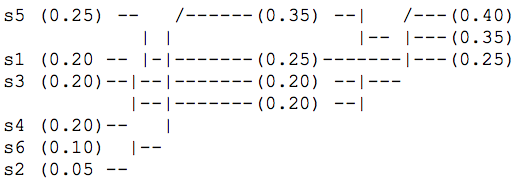 s5 (0.25) --   /------(0.35) --|   /---(0.40)
            | |                 |-- |---(0.35)
s1 (0.20 -- |-|-------(0.25)-------|---(0.25)
s3 (0.20)--|--|-------(0.20) --|---
           |--|-------(0.20) --|
s4 (0.20)--   |
s6 (0.10)  |--
s2 (0.05 --